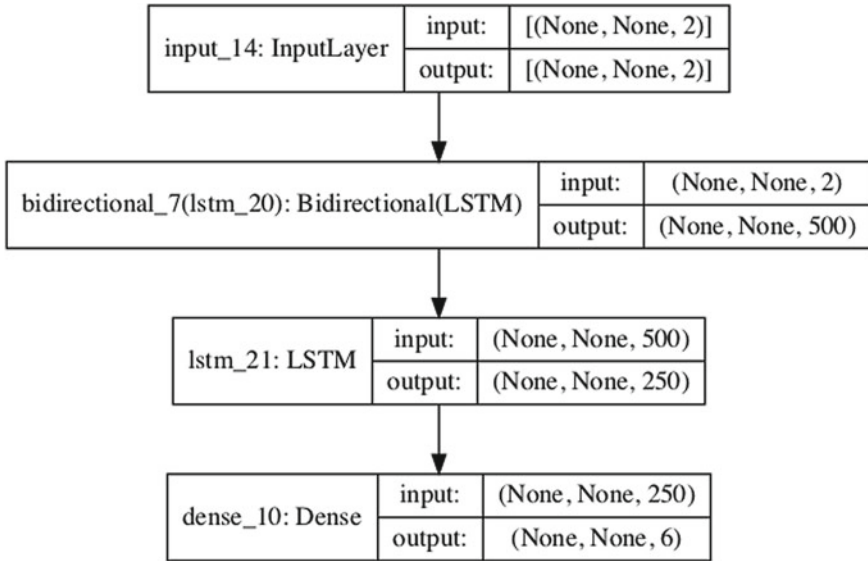 input_14: InputLayer
input: [(None, None, 2)]
output: [(None, None, 2)]
bidirectional_7(lstm_20): Bidirectional(LSTM)
input: (None, None, 2)
output: (None, None, 500)
lstm_21: LSTM
input: (None, None, 500)
output: (None, None, 250)
dense_10: Dense
input: (None, None, 250)
output: (None, None, 6)